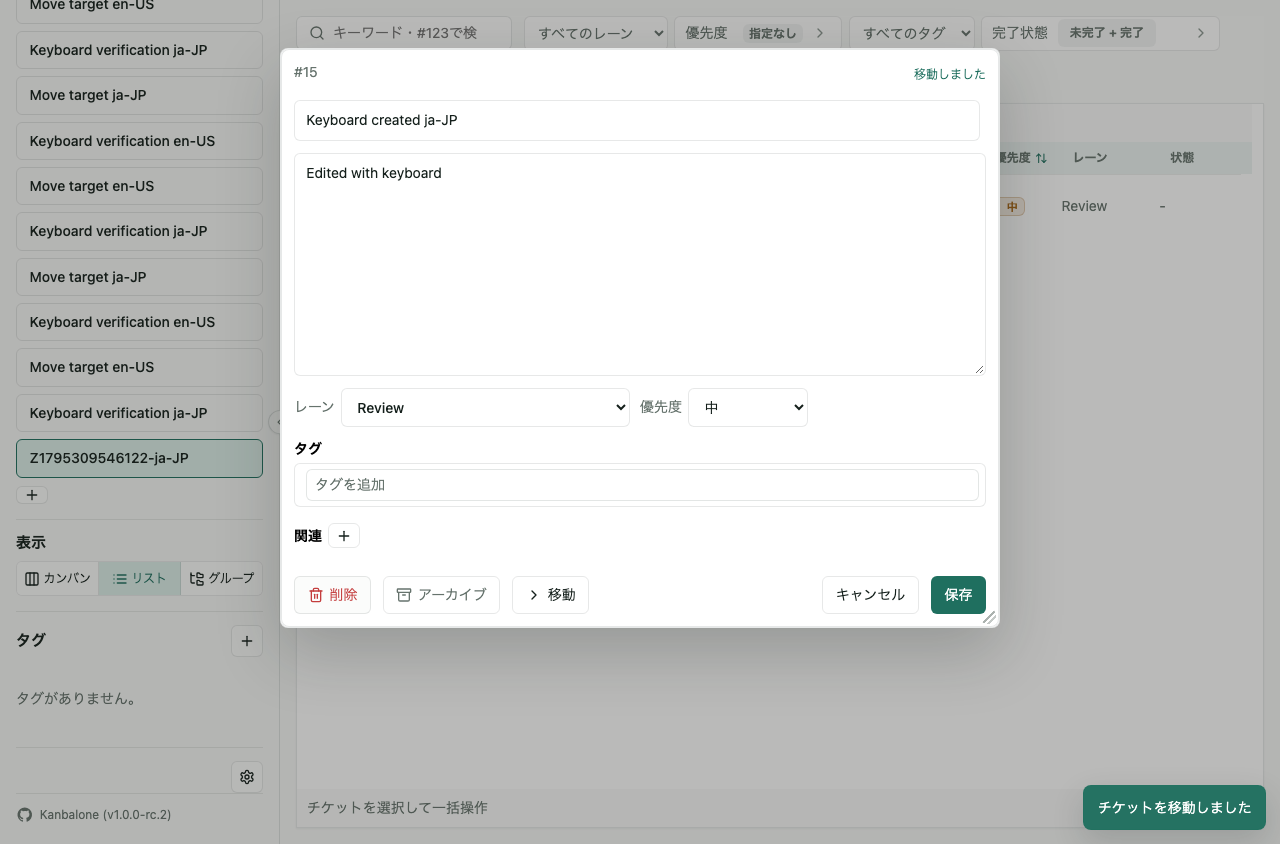 Move target en-US
Keyboard verification ja-JP
Move target ja-JP
Keyboard verification en-US
Move target en-US
Keyboard verification ja-JP
Move target ja-JP
Keyboard verification en-US
Move target en-US
Keyboard verification ja-JP
Z1795309546122-ja-JP
表示
カンバン リスト グループ
タグ
タグがありません。
Kanbalone (v1.0.0-rc.2)
キーワード・#123で検 すべてのレーン 優先度 指定なし すべてのタグ 完了状態 未完了 + 完了
#15 移動しました
Keyboard created ja-JP
Edited with keyboard
レーン Review 優先度 中
タグ
タグを追加
関連
削除 アーカイブ 移動 キャンセル 保存
優先度 レーン 状態
中 Review -
チケットを選択して一括操作
チケットを移動しました